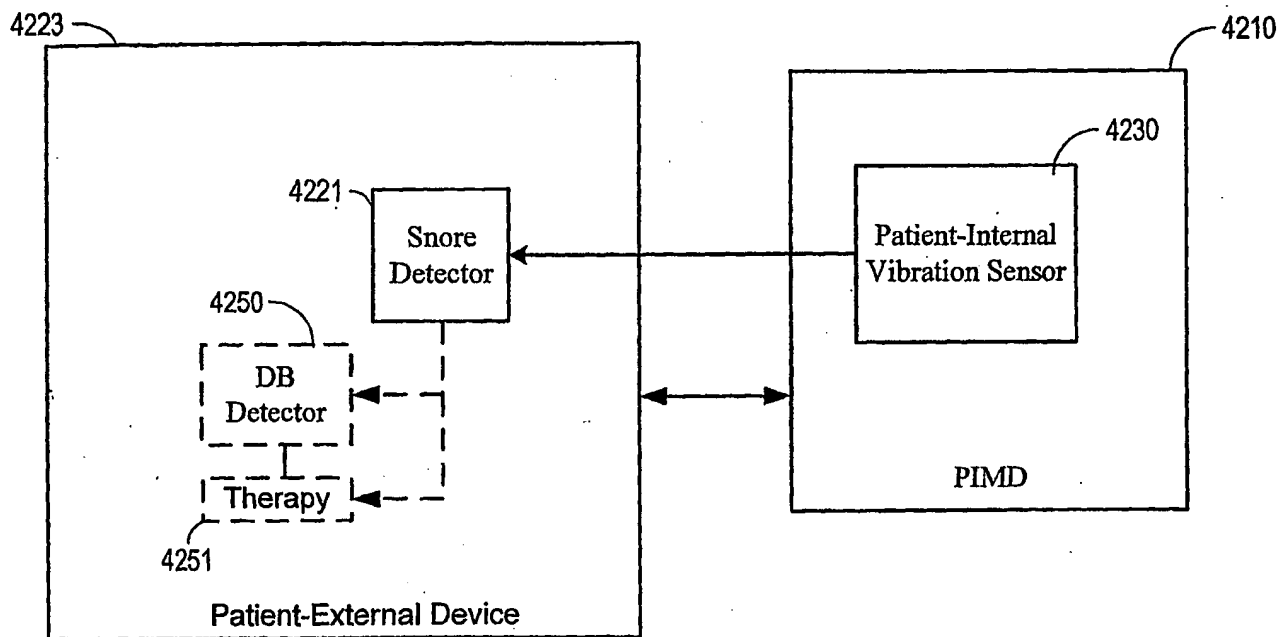 4223
4210
4230
4221
Snore
Detector
Patient-Internal
Vibration Sensor
4250
DB
Detector
Therapy
4251
PIMD
Patient-External Device